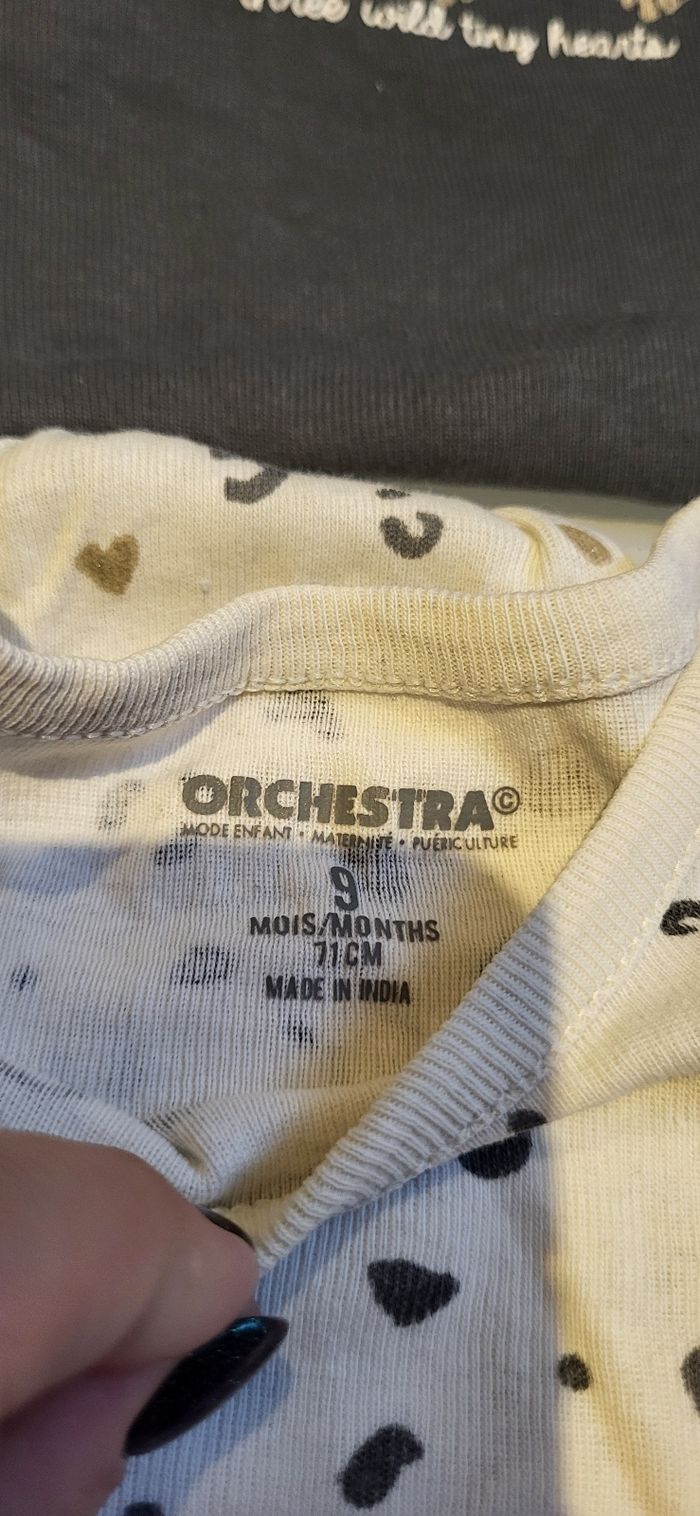 three wild tiny hearts
ORCHESTRA©
MODE ENFANT • MATERNITÉ • PUÉRICULTURE
9
MOIS/MONTHS
71CM
MADE IN INDIA